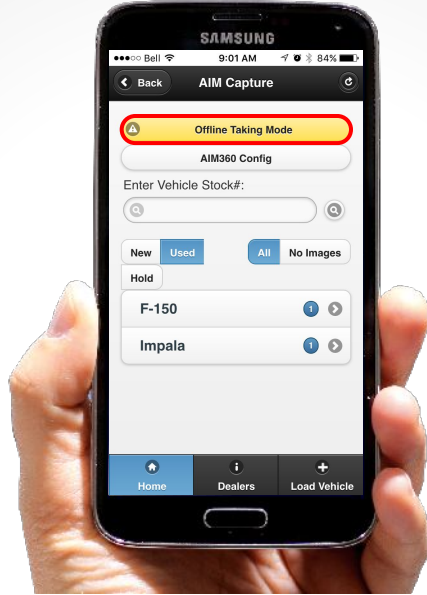 SAMSUNG
Bell 9:01 AM 84%
Back AIM Capture
Offline Taking Mode
AIM360 Config
Enter Vehicle Stock#:
New Used All No Images
Hold
F-150 1
Impala 1
Home Dealers Load Vehicle